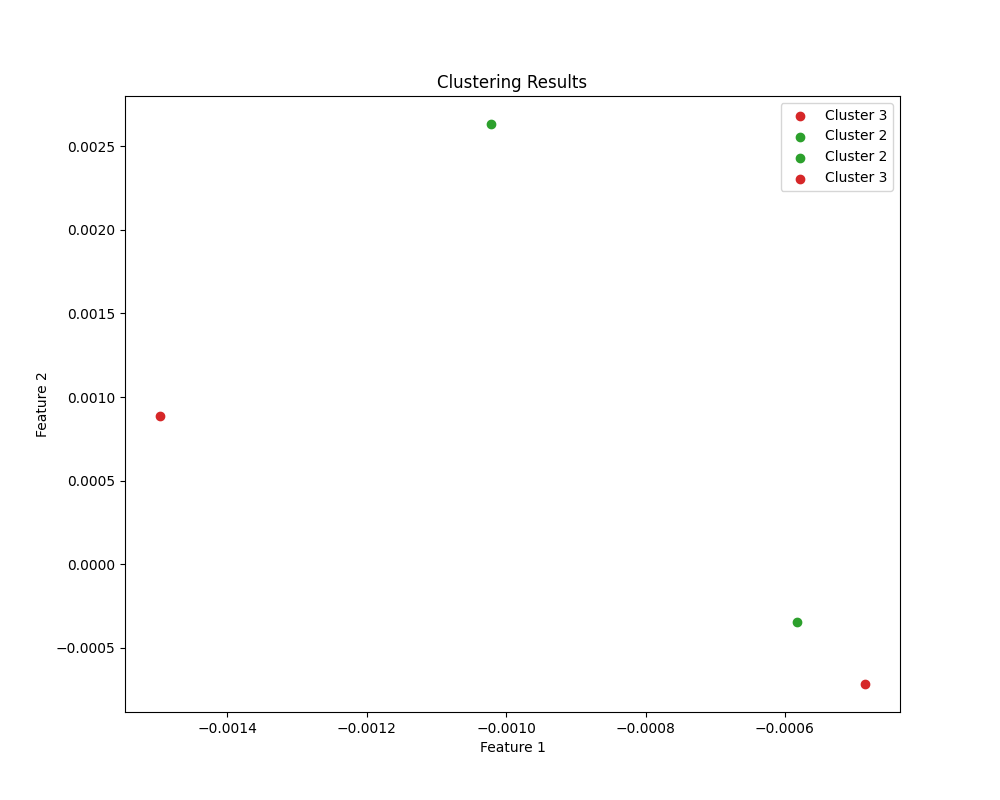 Clustering Results
Cluster 3
Cluster 2
Cluster 2
Cluster 3
0.0025
0.0020
0.0015
0.0010
0.0005
0.0000
−0.0005
Feature 2
−0.0014 −0.0012 −0.0010 −0.0008 −0.0006
Feature 1